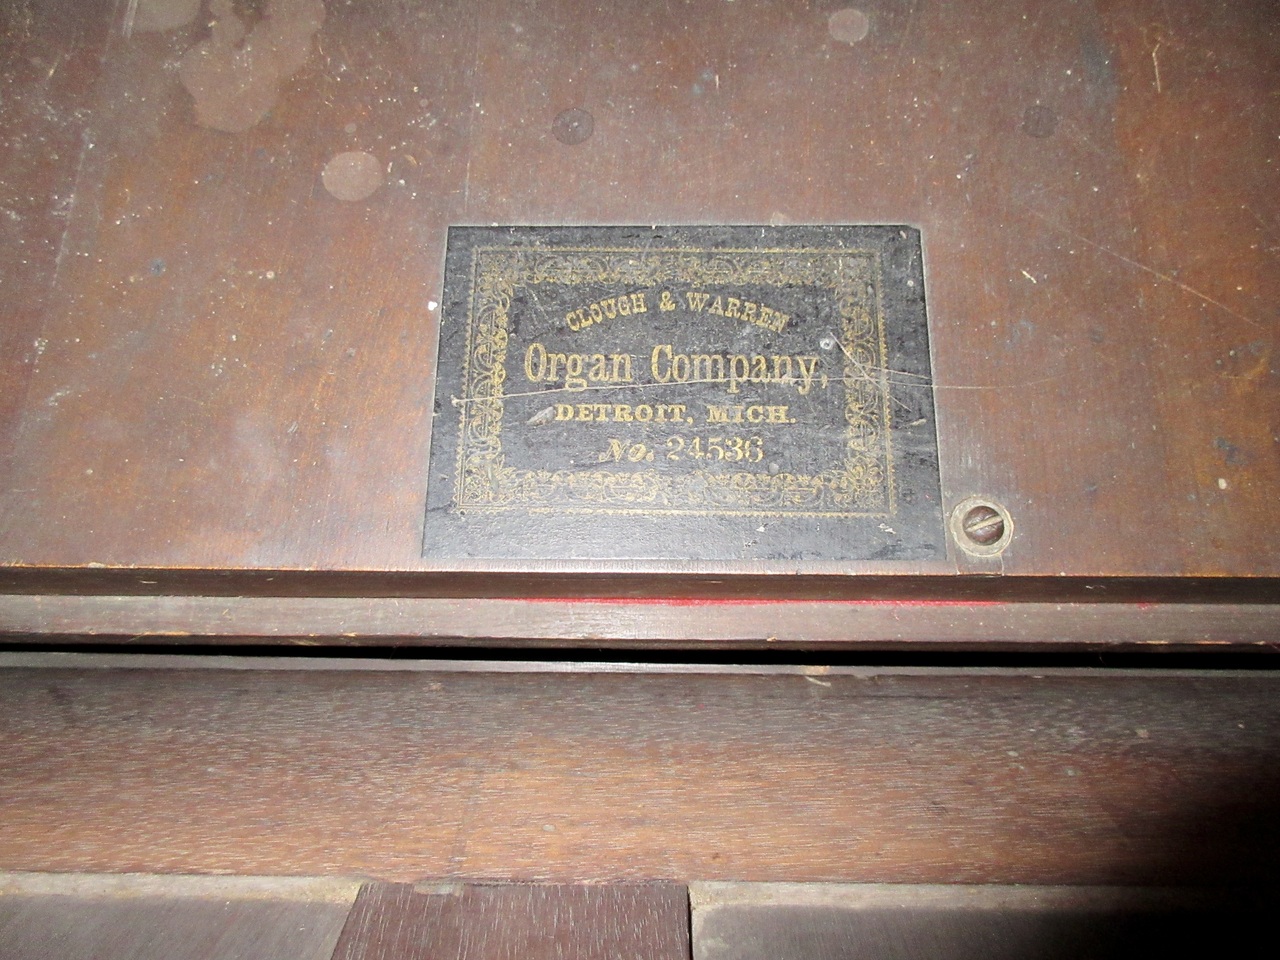 CLOUGH & WARREN
Organ Company,
DETROIT, MICH.
No. 24536